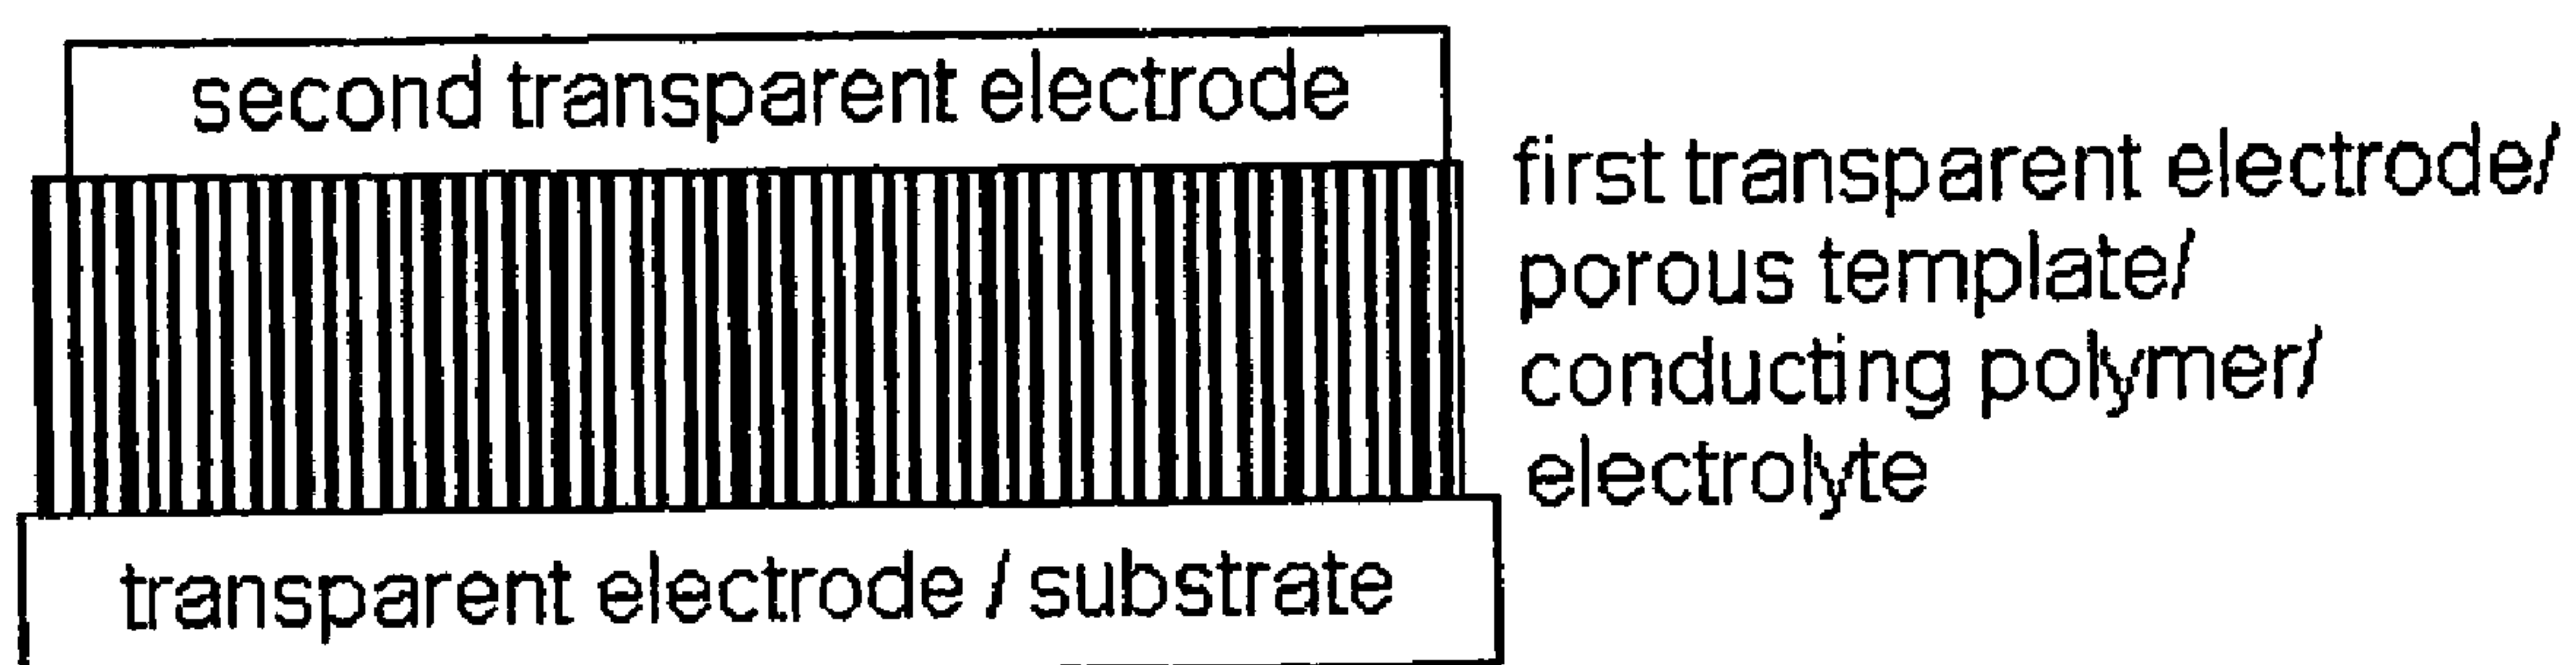 second transparent electrode
first transparent electrode/
porous template/
conducting polymer/
electrolyte
transparent electrode / substrate